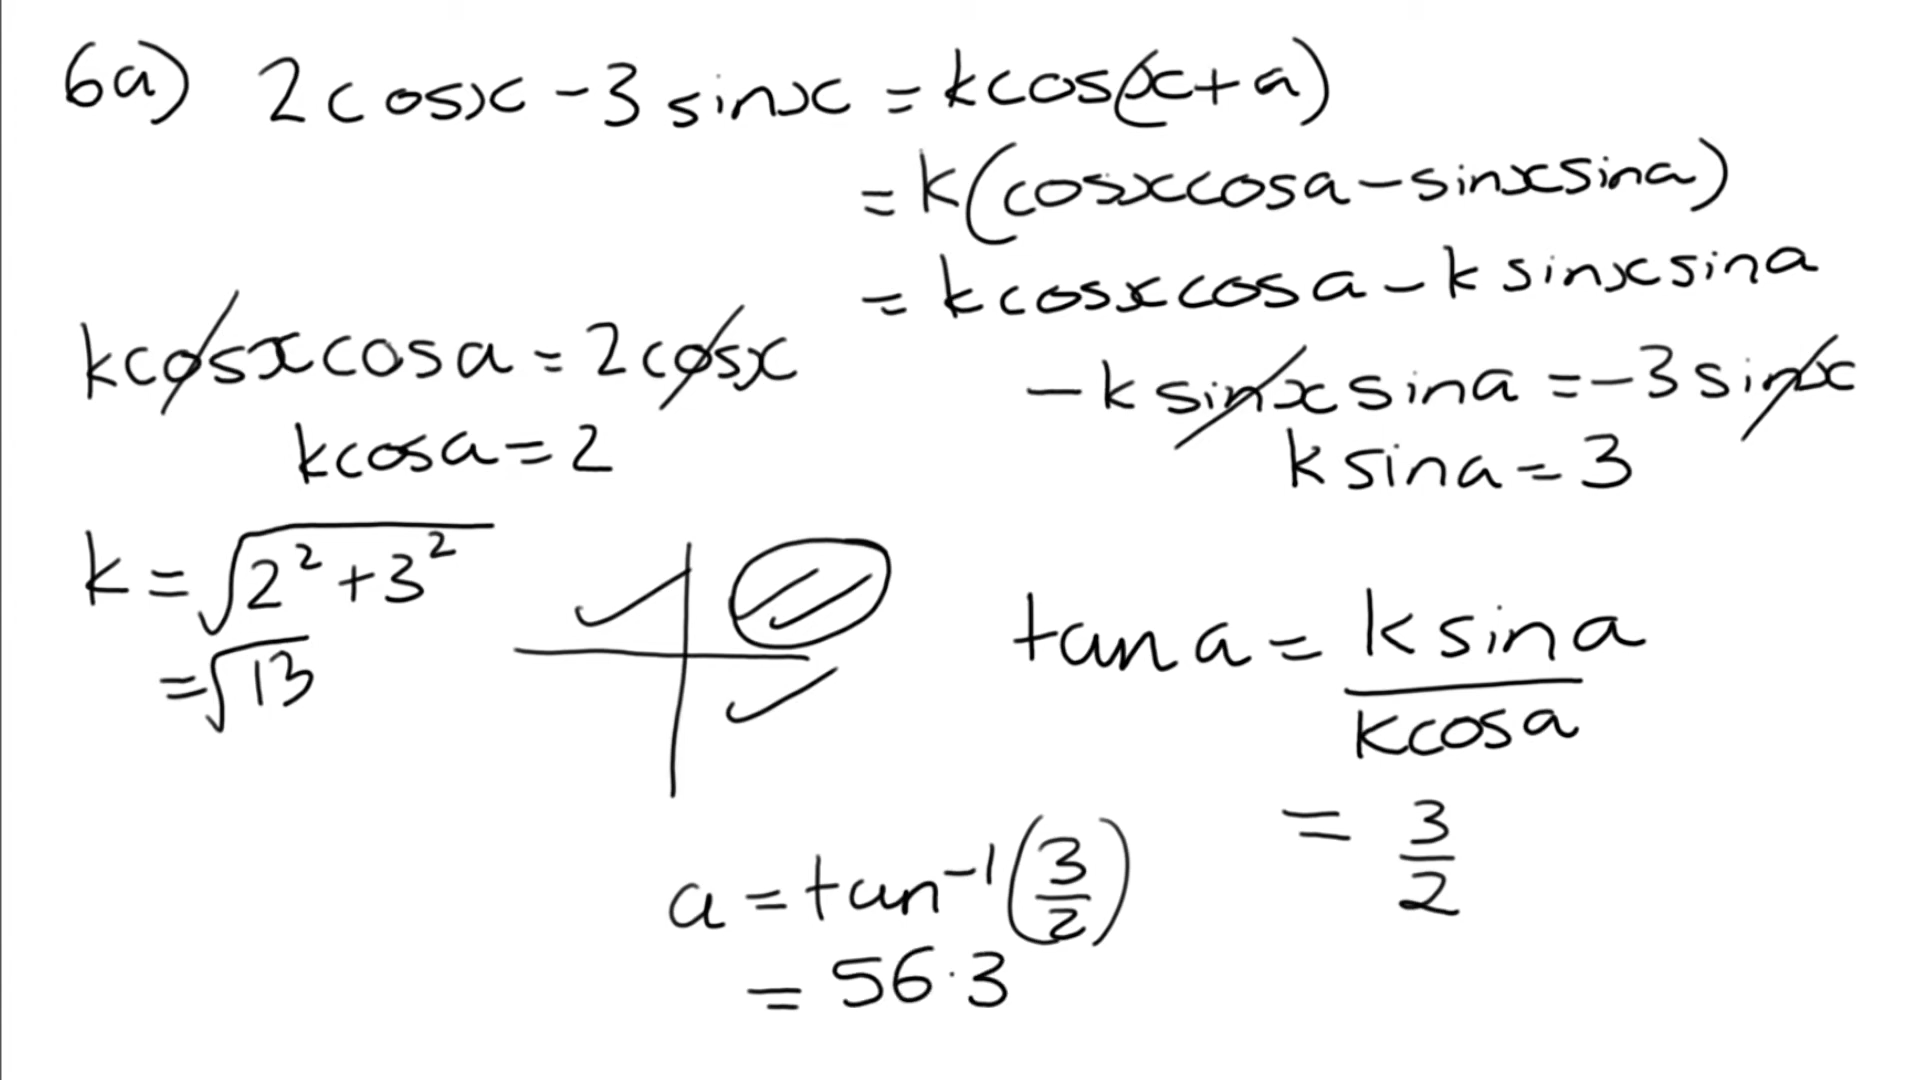 6a) 2cosx - 3sinx = kcos(x+a)
= k(cosxcosa - sinxsina)
= kcosxcosa - ksinxsina
kcosxcosa = 2cosx
-ksinxsina = -3sinx
kcosa = 2
ksina = 3
k = √2² + 3²
= √13
tan a = ksina
kcosa
= 3/2
a = tan⁻¹(3/2)
= 56·3